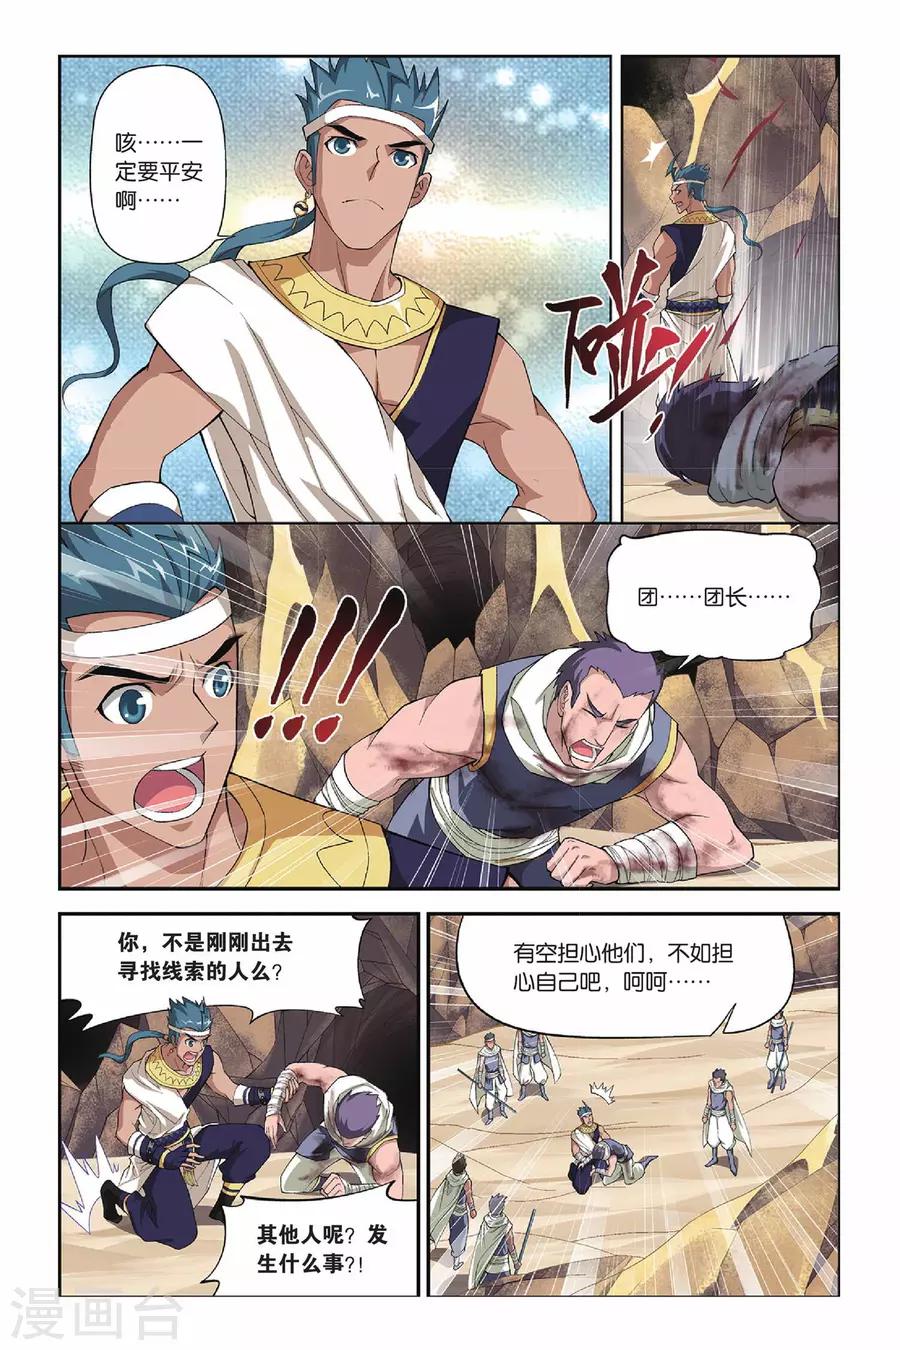 咳……一
定要平安
啊……
碰
!
!!!
团……团长……
你，不是刚刚出去
寻找线索的人么？
其他人呢？发
生什么事?!
有空担心他们，不如担
心自己吧，呵呵……
漫画台